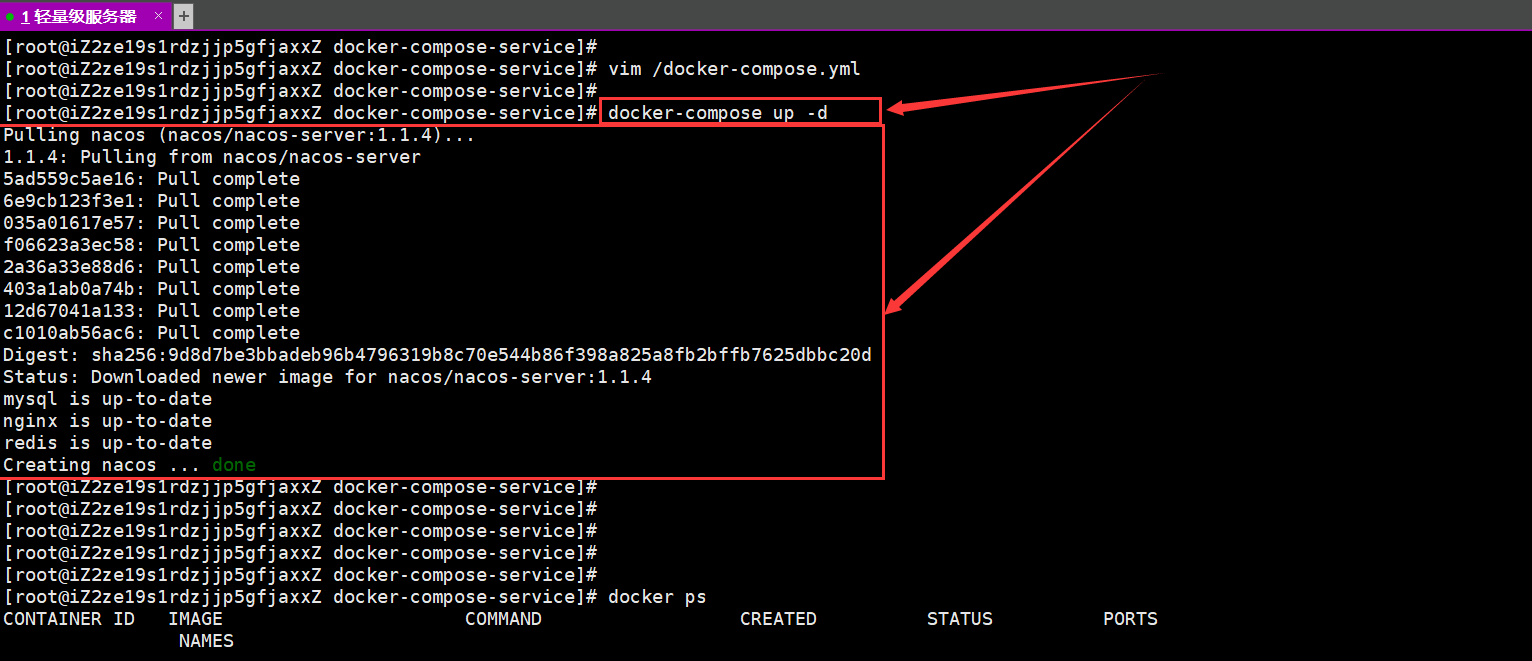 1 轻量级服务器 × +
[root@iZ2ze19s1rdzjjp5gfjaxxZ docker-compose-service]#
[root@iZ2ze19s1rdzjjp5gfjaxxZ docker-compose-service]# vim /docker-compose.yml
[root@iZ2ze19s1rdzjjp5gfjaxxZ docker-compose-service]#
[root@iZ2ze19s1rdzjjp5gfjaxxZ docker-compose-service]# docker-compose up -d
Pulling nacos (nacos/nacos-server:1.1.4)...
1.1.4: Pulling from nacos/nacos-server
5ad559c5ae16: Pull complete
6e9cb123f3e1: Pull complete
035a01617e57: Pull complete
f06623a3ec58: Pull complete
2a36a33e88d6: Pull complete
403a1ab0a74b: Pull complete
12d67041a133: Pull complete
c1010ab56ac6: Pull complete
Digest: sha256:9d8d7be3bbadeb96b4796319b8c70e544b86f398a825a8fb2bffb7625dbbc20d
Status: Downloaded newer image for nacos/nacos-server:1.1.4
mysql is up-to-date
nginx is up-to-date
redis is up-to-date
Creating nacos ... done
[root@iZ2ze19s1rdzjjp5gfjaxxZ docker-compose-service]#
[root@iZ2ze19s1rdzjjp5gfjaxxZ docker-compose-service]#
[root@iZ2ze19s1rdzjjp5gfjaxxZ docker-compose-service]#
[root@iZ2ze19s1rdzjjp5gfjaxxZ docker-compose-service]#
[root@iZ2ze19s1rdzjjp5gfjaxxZ docker-compose-service]#
[root@iZ2ze19s1rdzjjp5gfjaxxZ docker-compose-service]# docker ps
CONTAINER ID IMAGE COMMAND CREATED STATUS PORTS
NAMES